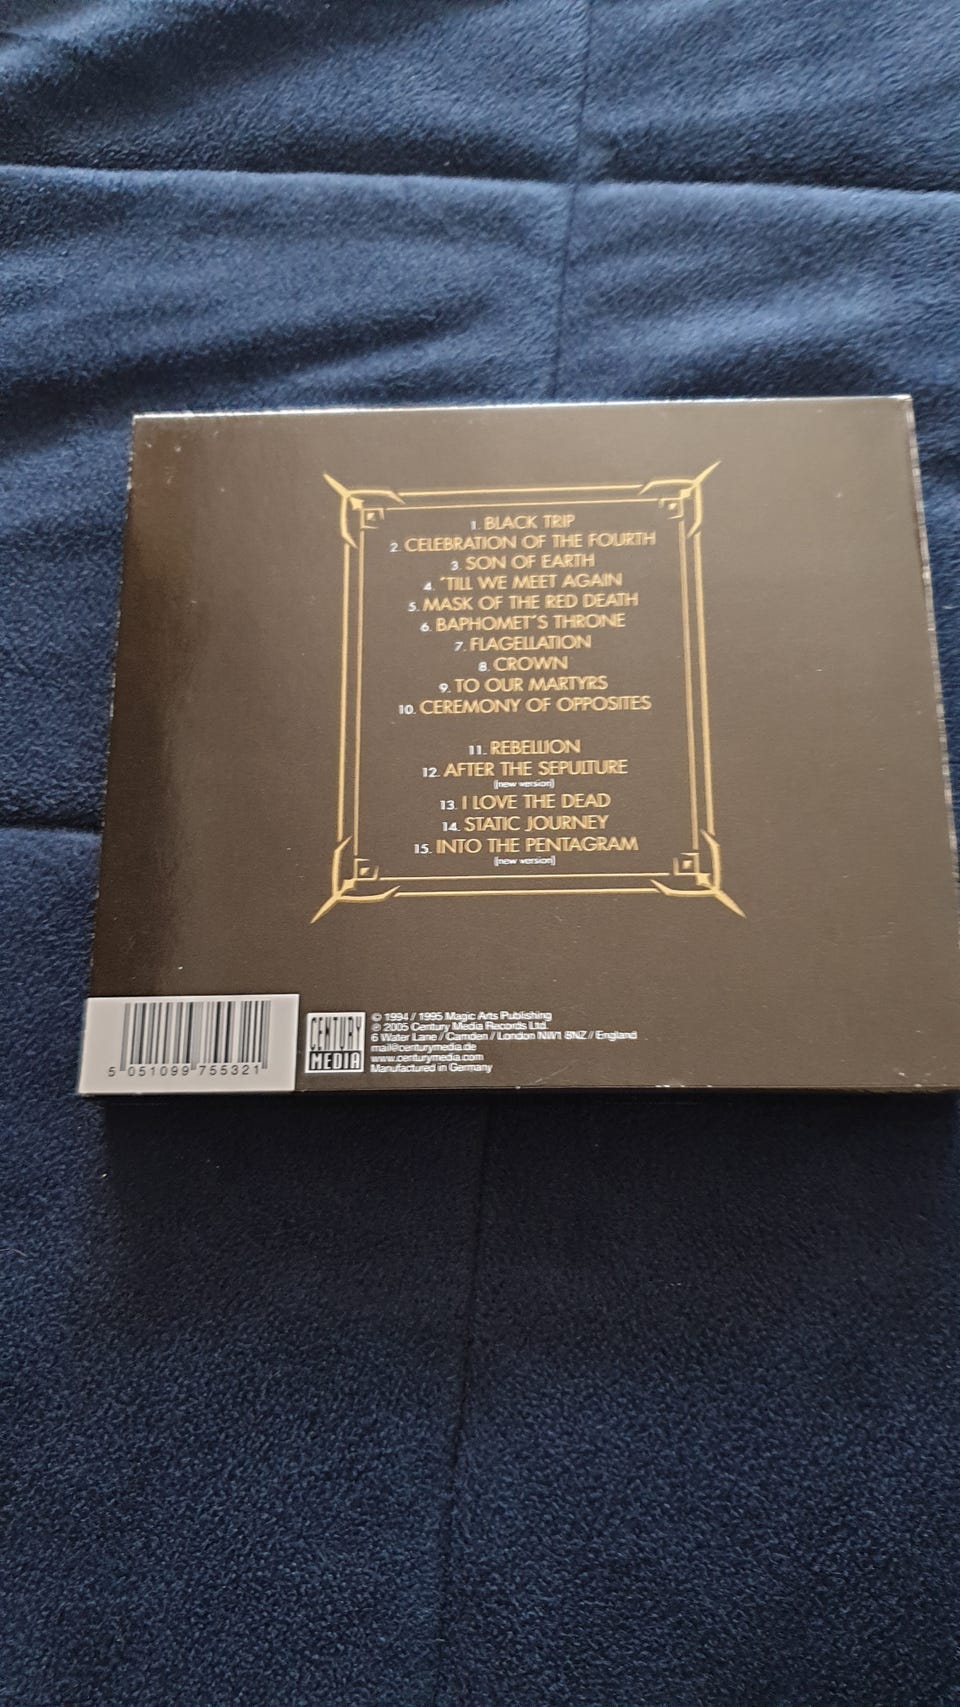 1. BLACK TRIP
2. CELEBRATION OF THE FOURTH
3. SON OF EARTH
4. ´TILL WE MEET AGAIN
5. MASK OF THE RED DEATH
6. BAPHOMET´S THRONE
7. FLAGELLATION
8. CROWN
9. TO OUR MARTYRS
10. CEREMONY OF OPPOSITES
11. REBELLION
12. AFTER THE SEPULTURE
(new version)
13. I LOVE THE DEAD
14. STATIC JOURNEY
15. INTO THE PENTAGRAM
(new version)
5 051099 755321
CENTURY
MEDIA
© 1994 / 1995 Magic Arts Publishing
℗ 2005 Century Media Records Ltd.
6 Water Lane / Camden / London NW1 8NZ / England
mail@centurymedia.de
www.centurymedia.com
Manufactured in Germany